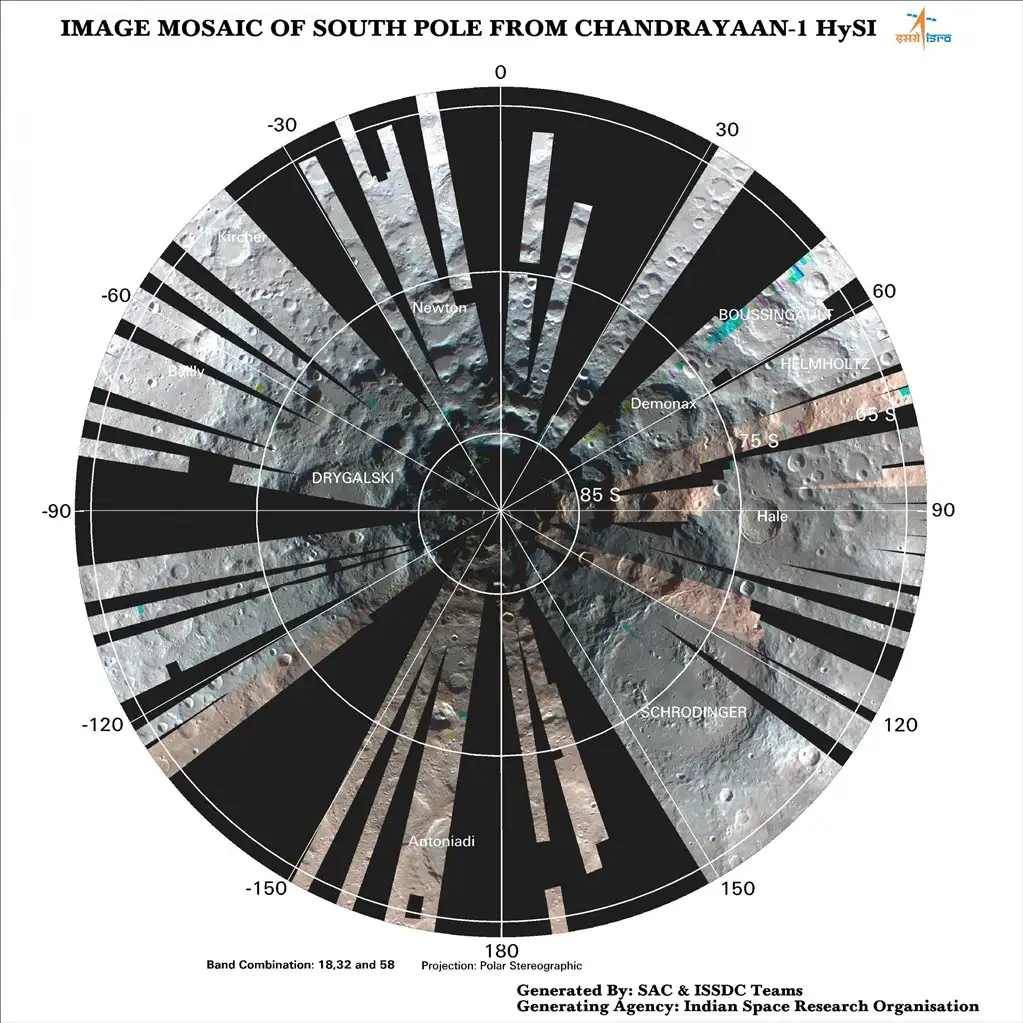 IMAGE MOSAIC OF SOUTH POLE FROM CHANDRAYAAN-1 HySI
इसरो isro
0
-30
30
Kircher
-60
60
Newton
BOUSSINGAULT
HELMHOLTZ
Bailly
Demonax
65 S
75 S
DRYGALSKI
85 S
-90
Hale
90
SCHRODINGER
-120
120
Antoniadi
-150
150
180
Band Combination: 18,32 and 58
Projection: Polar Stereographic
Generated By: SAC & ISSDC Teams
Generating Agency: Indian Space Research Organisation